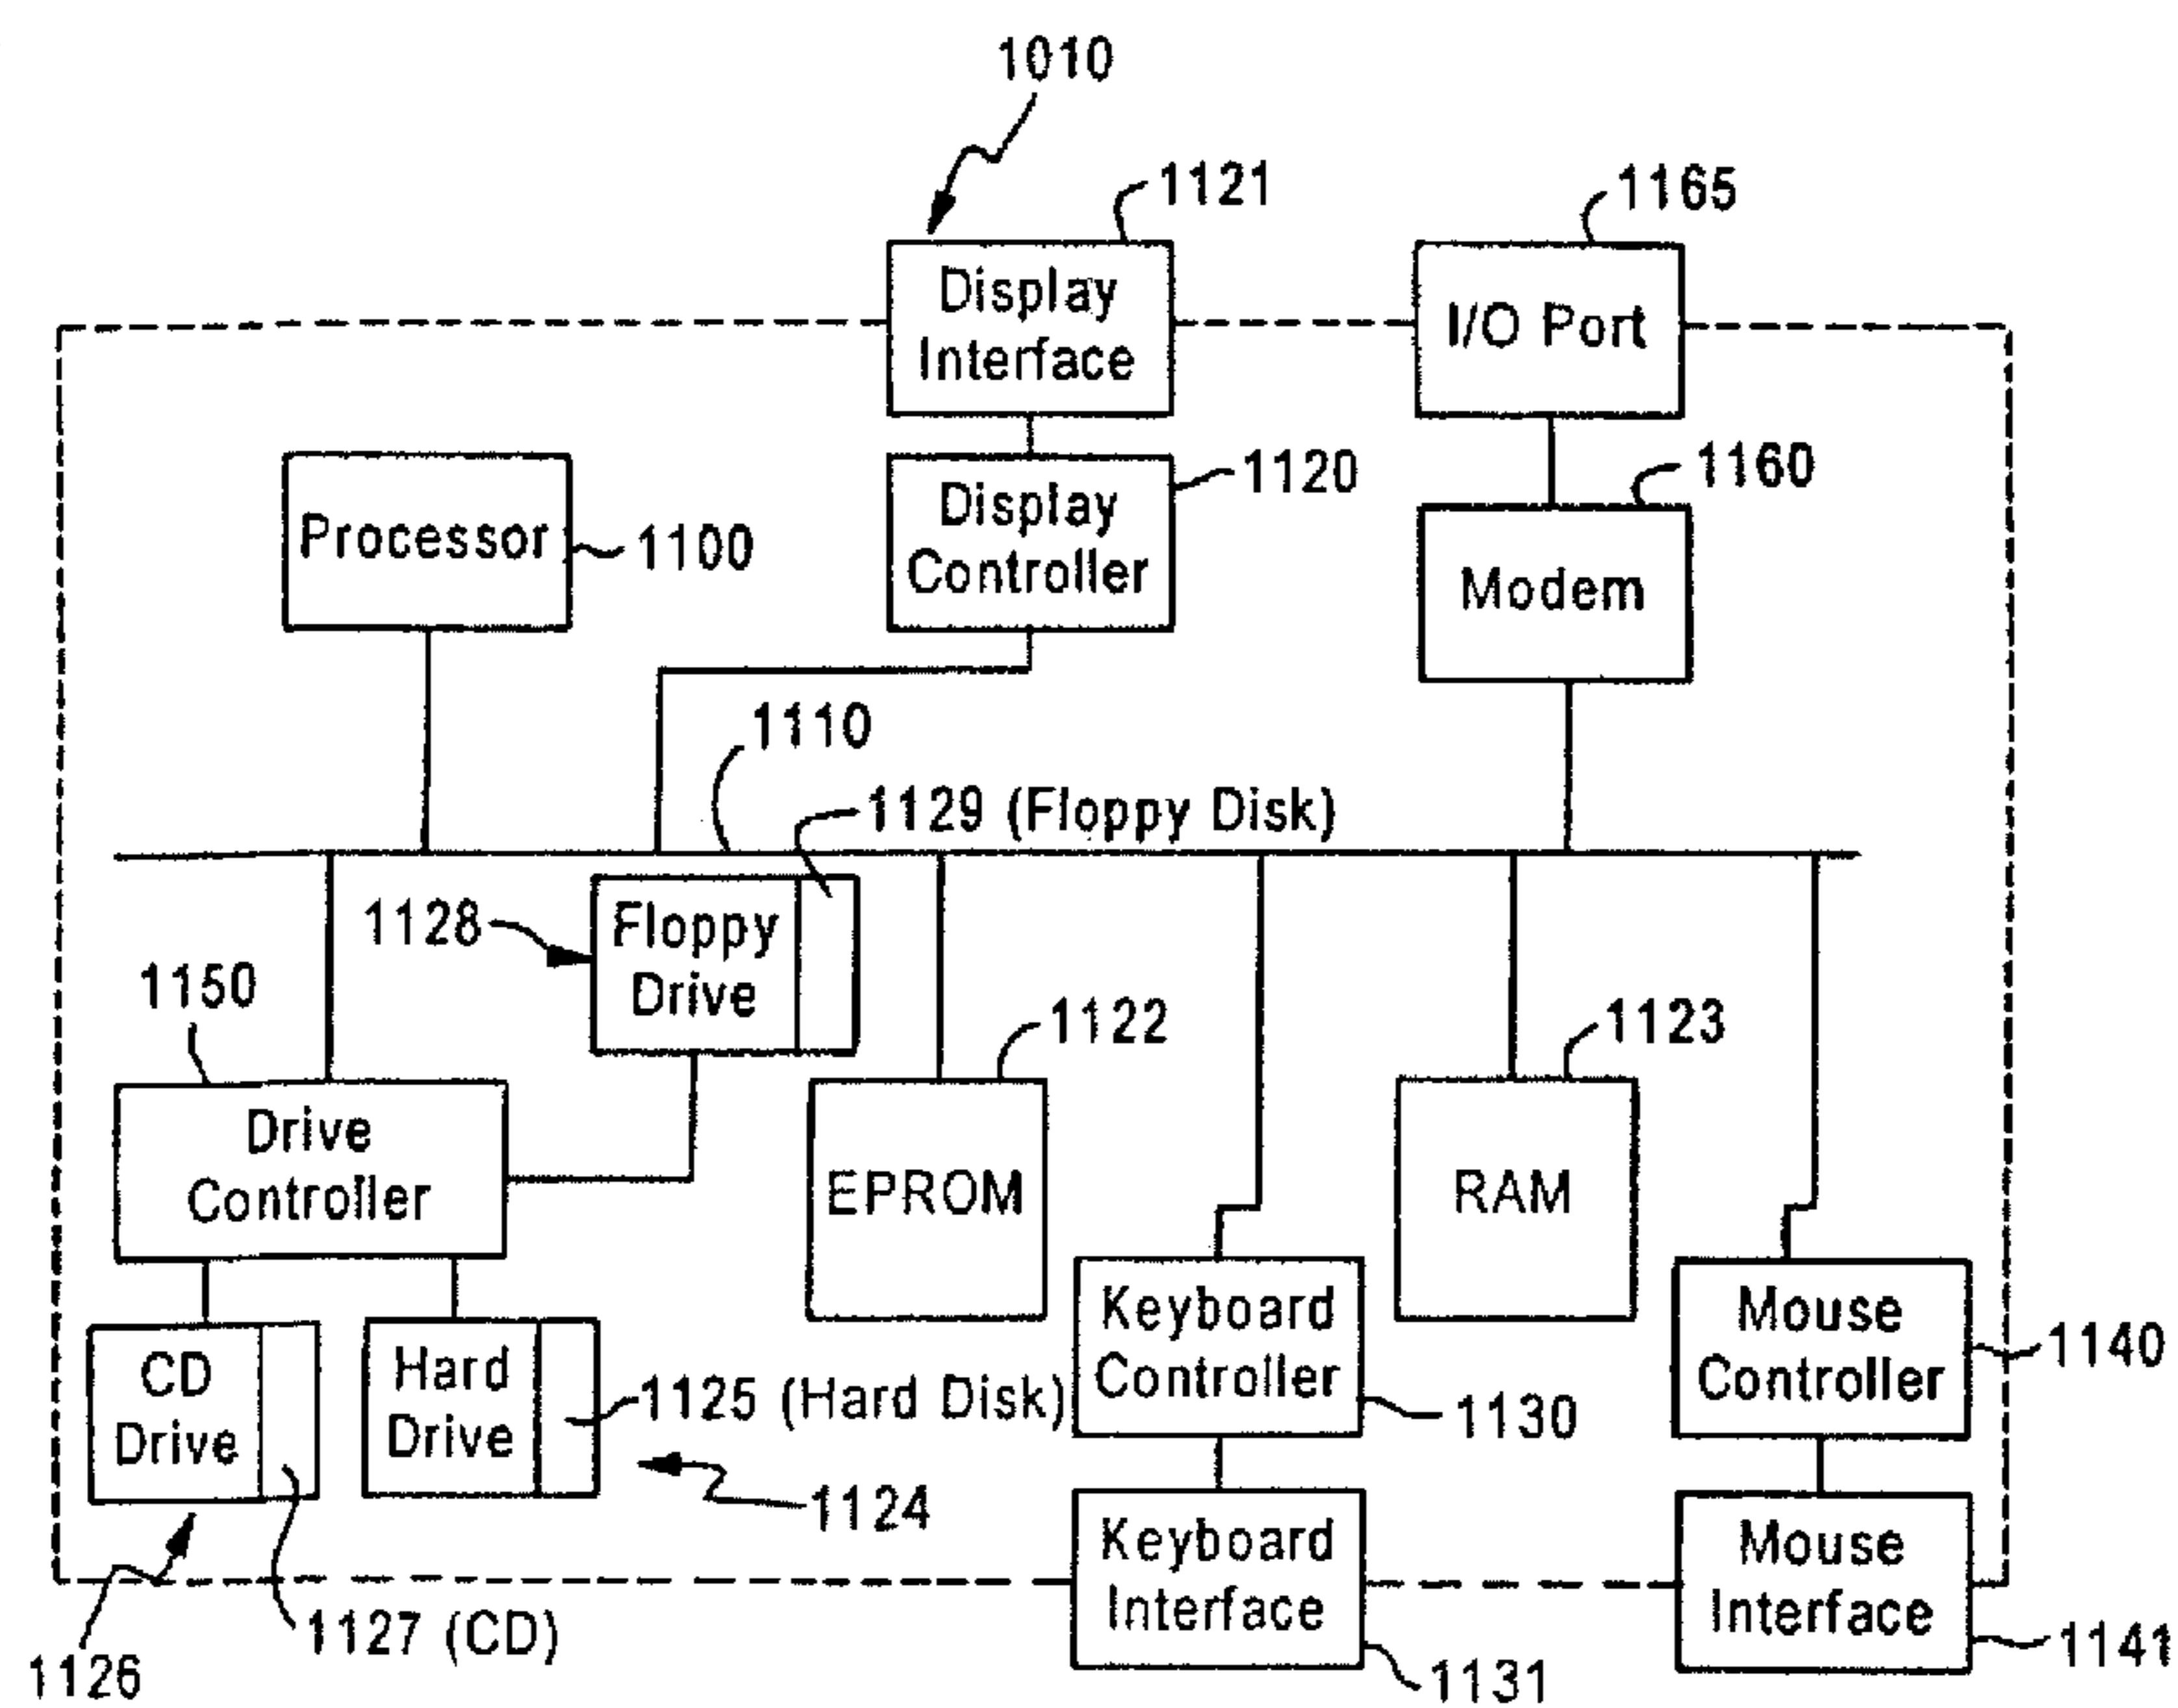 1010
1121
1165
Display
Interface
I/O Port
1120
1160
Display
Controller
Processor
1100
Modem
1110
1129 (Floppy Disk)
1128
Floppy
Drive
1150
1122
1123
Drive
Controller
EPROM
RAM
Keyboard
Controller
Mouse
Controller
1140
CD
Drive
Hard
Drive
1125 (Hard Disk)
1130
1124
Keyboard
Interface
Mouse
Interface
1127 (CD)
1126
1131
1141